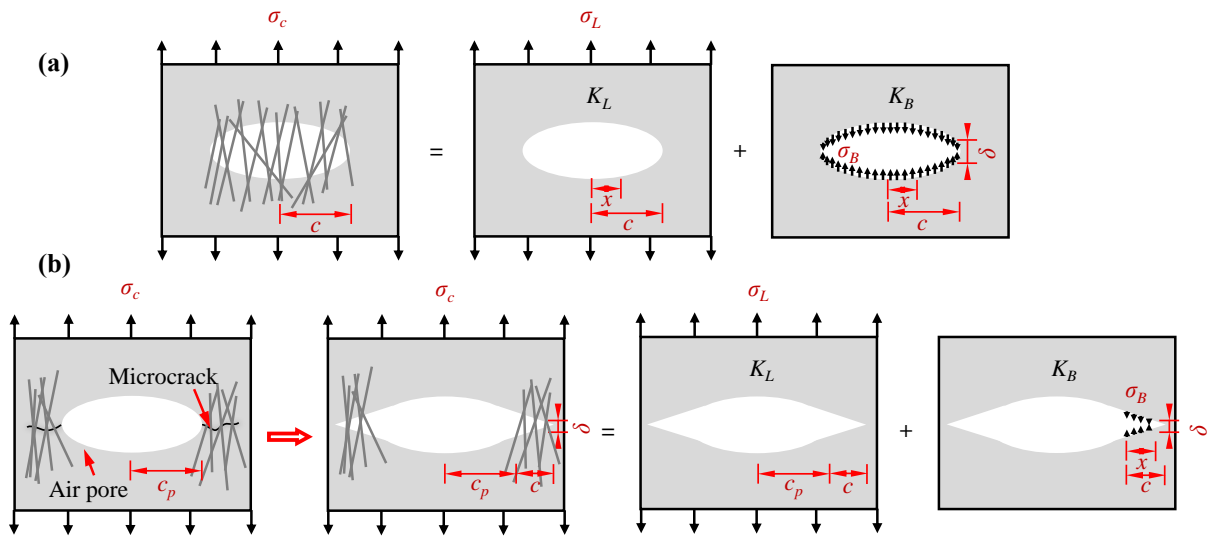 (a)
σc
σL
KL
KB
=
+
σB
δ
x
x
c
c
c
(b)
σc
σc
σL
Microcrack
KL
KB
σB
δ
=
+
δ
Air pore
cp
cp
c
cp
c
x
c